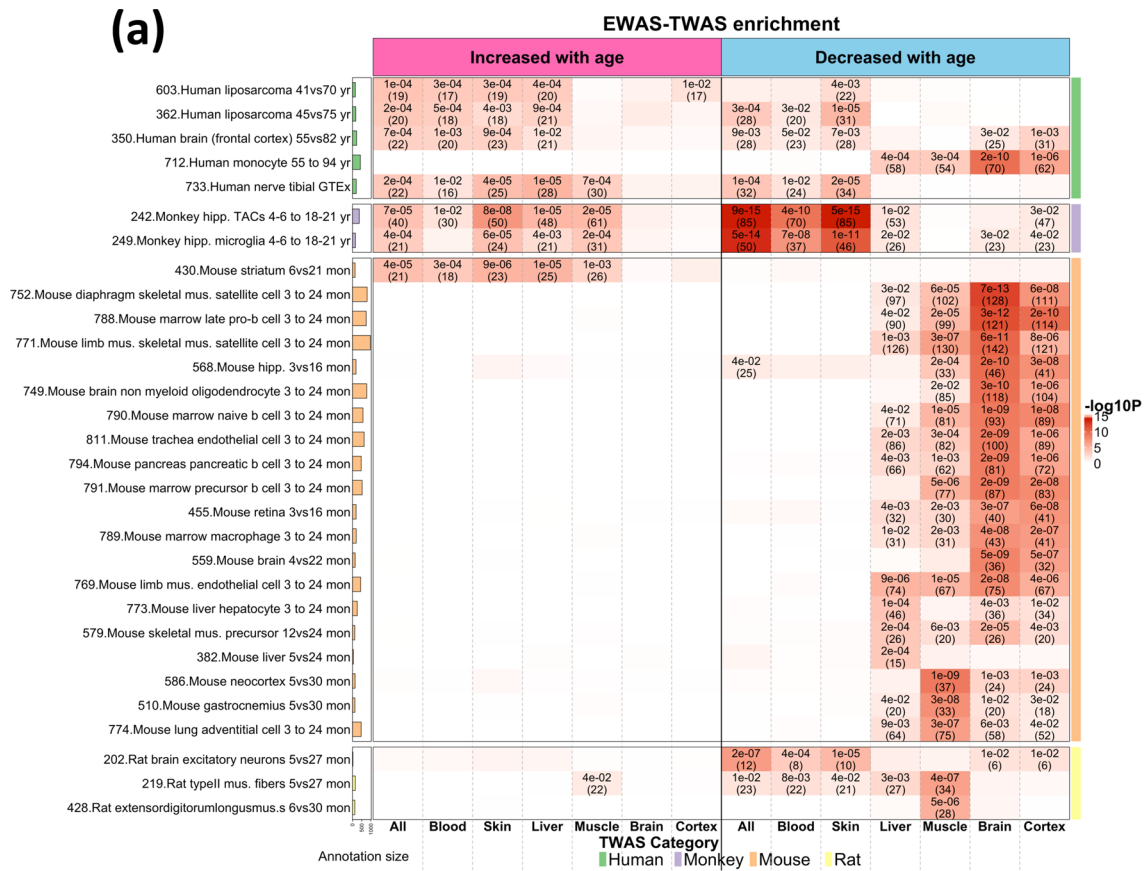 (a)
EWAS-TWAS enrichment
Increased with age Decreased with age
603.Human liposarcoma 41vs70 yr 1e-04 (19) 3e-04 (17) 3e-04 (19) 4e-04 (20) 1e-02 (17) 4e-03 (22)
362.Human liposarcoma 45vs75 yr 2e-04 (20) 5e-04 (18) 4e-03 (18) 9e-04 (21) 3e-04 (28) 3e-02 (20) 1e-05 (31)
350.Human brain (frontal cortex) 55vs82 yr 7e-04 (22) 1e-03 (20) 9e-04 (23) 1e-02 (21) 9e-03 (28) 5e-02 (23) 7e-03 (28) 3e-02 (25) 1e-03 (31)
712.Human monocyte 55 to 94 yr 4e-04 (58) 3e-04 (54) 2e-10 (70) 1e-06 (62)
733.Human nerve tibial GTEx 2e-04 (22) 1e-02 (16) 4e-05 (25) 1e-05 (28) 7e-04 (30) 1e-04 (32) 1e-02 (24) 2e-05 (34)
242.Monkey hipp. TACs 4-6 to 18-21 yr 7e-05 (40) 1e-02 (30) 8e-08 (50) 1e-05 (48) 2e-05 (61) 9e-15 (85) 4e-10 (70) 5e-15 (85) 1e-02 (53) 3e-02 (47)
249.Monkey hipp. microglia 4-6 to 18-21 yr 4e-04 (21) 6e-05 (24) 4e-03 (21) 2e-04 (31) 5e-14 (50) 7e-08 (37) 1e-11 (46) 2e-02 (26) 3e-02 (23) 4e-02 (23)
430.Mouse striatum 6vs21 mon 4e-05 (21) 3e-04 (18) 9e-06 (23) 1e-05 (25) 1e-03 (26)
752.Mouse diaphragm skeletal mus. satellite cell 3 to 24 mon 3e-02 (97) 6e-05 (102) 7e-13 (128) 6e-08 (111)
788.Mouse marrow late pro-b cell 3 to 24 mon 4e-02 (90) 2e-05 (99) 3e-12 (121) 2e-10 (114)
771.Mouse limb mus. skeletal mus. satellite cell 3 to 24 mon 1e-03 (126) 3e-07 (130) 6e-11 (142) 8e-06 (121)
568.Mouse hipp. 3vs16 mon 4e-02 (25) 2e-04 (33) 2e-10 (46) 3e-08 (41)
749.Mouse brain non myeloid oligodendrocyte 3 to 24 mon 2e-02 (85) 3e-10 (118) 1e-06 (104)
790.Mouse marrow naive b cell 3 to 24 mon 4e-02 (71) 1e-05 (81) 1e-09 (93) 1e-08 (89)
811.Mouse trachea endothelial cell 3 to 24 mon 2e-03 (86) 3e-04 (82) 2e-09 (100) 1e-06 (89)
794.Mouse pancreas pancreatic b cell 3 to 24 mon 4e-03 (66) 1e-03 (62) 2e-09 (81) 1e-06 (72)
791.Mouse marrow precursor b cell 3 to 24 mon 5e-06 (77) 2e-09 (87) 2e-08 (83)
455.Mouse retina 3vs16 mon 4e-03 (32) 2e-03 (30) 3e-07 (40) 6e-08 (41)
789.Mouse marrow macrophage 3 to 24 mon 1e-02 (31) 2e-03 (31) 4e-08 (43) 2e-07 (41)
559.Mouse brain 4vs22 mon 5e-09 (36) 5e-07 (32)
769.Mouse limb mus. endothelial cell 3 to 24 mon 9e-06 (74) 1e-05 (67) 2e-08 (75) 4e-06 (67)
773.Mouse liver hepatocyte 3 to 24 mon 1e-04 (46) 4e-03 (36) 1e-02 (34)
579.Mouse skeletal mus. precursor 12vs24 mon 2e-04 (26) 6e-03 (20) 2e-05 (26) 4e-03 (20)
382.Mouse liver 5vs24 mon 2e-04 (15)
586.Mouse neocortex 5vs30 mon 1e-09 (37) 1e-03 (24) 1e-03 (24)
510.Mouse gastrocnemius 5vs30 mon 4e-02 (20) 3e-08 (33) 1e-02 (20) 3e-02 (18)
774.Mouse lung adventitial cell 3 to 24 mon 9e-03 (64) 3e-07 (75) 6e-03 (58) 4e-02 (52)
202.Rat brain excitatory neurons 5vs27 mon 2e-07 (12) 4e-04 (8) 1e-05 (10) 1e-02 (6) 1e-02 (6)
219.Rat typeII mus. fibers 5vs27 mon 4e-02 (22) 1e-02 (23) 8e-03 (22) 4e-02 (21) 3e-03 (27) 4e-07 (34)
428.Rat extensordigitorumlongusmus.s 6vs30 mon 5e-06 (28)
0 500 1000
All Blood Skin Liver Muscle Brain Cortex All Blood Skin Liver Muscle Brain Cortex
Annotation size
TWAS Category
Human Monkey Mouse Rat
-log10P
15
10
5
0